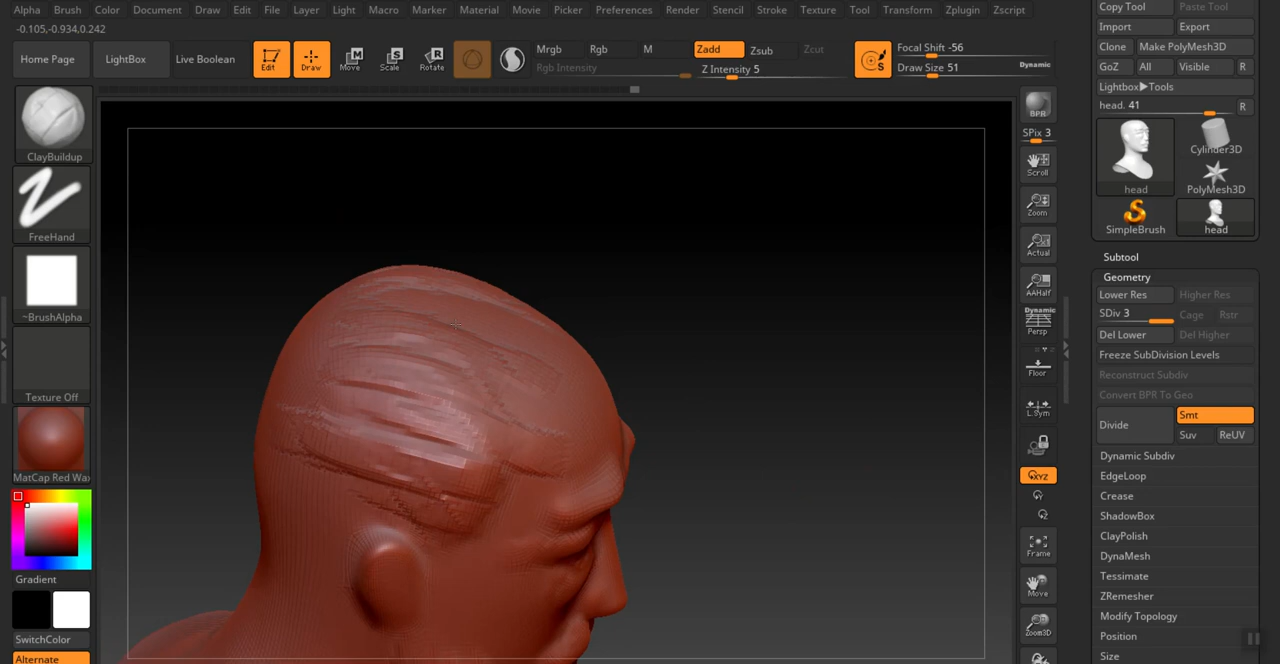 Alpha Brush Color Document Draw Edit File Layer Light Macro Marker Material Movie Picker Preferences Render Stencil Stroke Texture Tool Transform Zplugin Zscript
-0.105,-0.934,0.242
Home Page
LightBox
Live Boolean
Edit
Draw
Move
Scale
Rotate
Mrgb Rgb M
Rgb Intensity
Zadd Zsub Zcut
Z Intensity 5
S
Focal Shift -56
Draw Size 51
Dynamic
ClayBuildup
FreeHand
~BrushAlpha
Texture Off
MatCap Red Wax
Gradient
SwitchColor
Alternate
BPR
SPix 3
Scroll
Zoom
Actual
AAHalf
Dynamic
Persp
Floor
L.Sym
XYZ
Y
Z
Frame
Move
Zoom3D
Copy Tool Paste Tool
Import Export
Clone Make PolyMesh3D
GoZ All Visible R
Lightbox▶Tools
head. 41 R
head
Cylinder3D
PolyMesh3D
SimpleBrush
head
Subtool
Geometry
Lower Res Higher Res
SDiv 3 Cage Rstr
Del Lower Del Higher
Freeze SubDivision Levels
Reconstruct Subdiv
Convert BPR To Geo
Divide
Smt
Suv ReUV
Dynamic Subdiv
EdgeLoop
Crease
ShadowBox
ClayPolish
DynaMesh
Tessimate
ZRemesher
Modify Topology
Position
Size